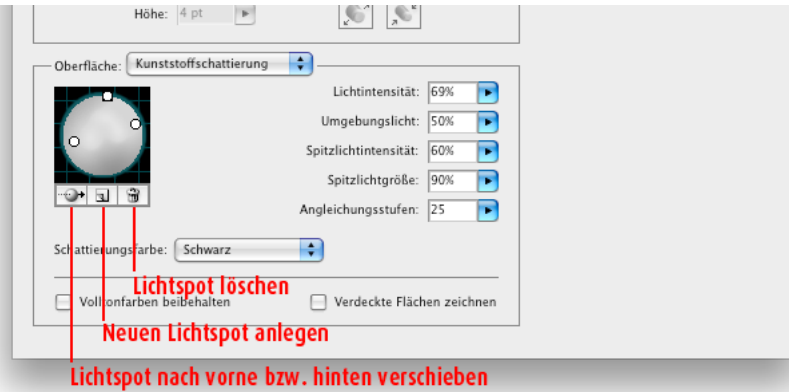 Höhe: 4 pt
Oberfläche: Kunststoffschattierung
Lichtintensität: 69%
Umgebungslicht: 50%
Spitzlichtintensität: 60%
Spitzlichtgröße: 90%
Angleichungsstufen: 25
Schattierungsfarbe: Schwarz
Lichtspot löschen
Volltonfarben beibehalten Verdeckte Flächen zeichnen
Neuen Lichtspot anlegen
Lichtspot nach vorne bzw. hinten verschieben